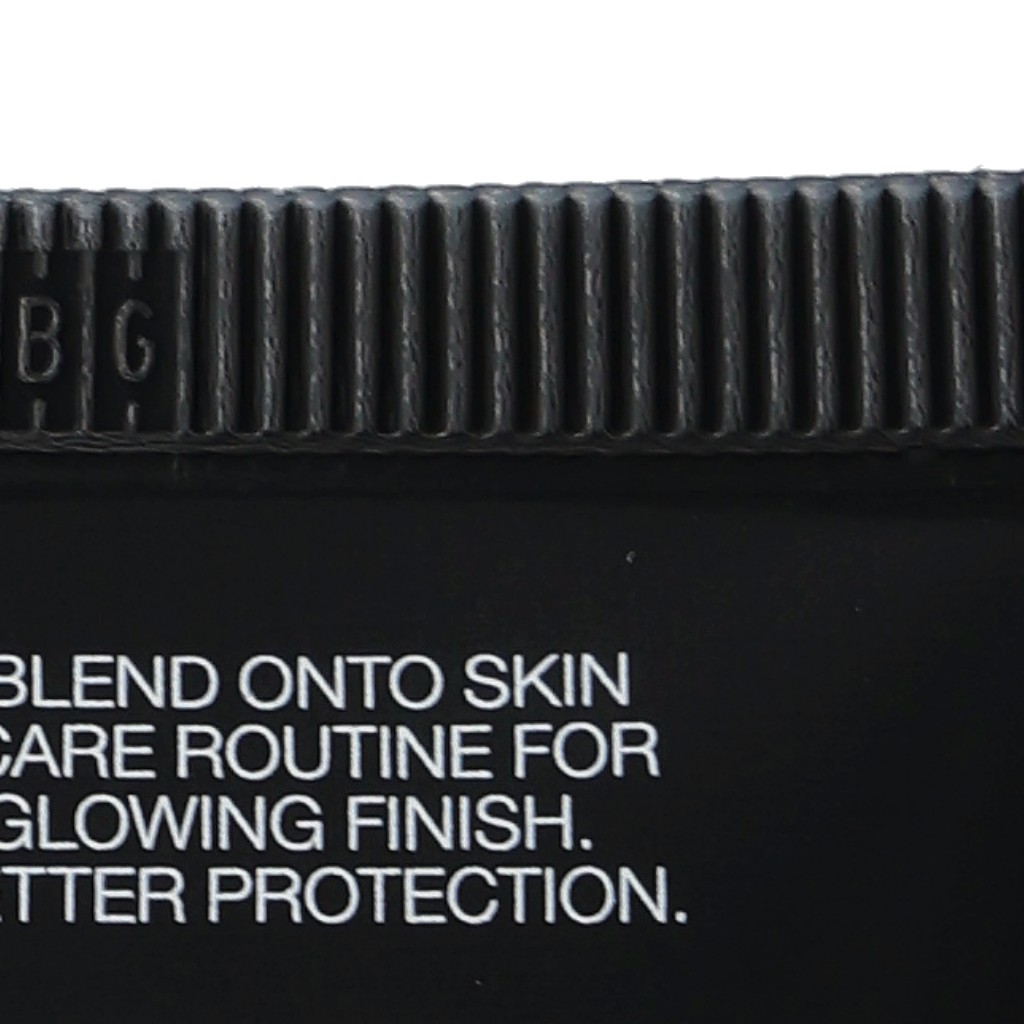 BG
BLEND ONTO SKIN
CARE ROUTINE FOR
GLOWING FINISH.
TTER PROTECTION.